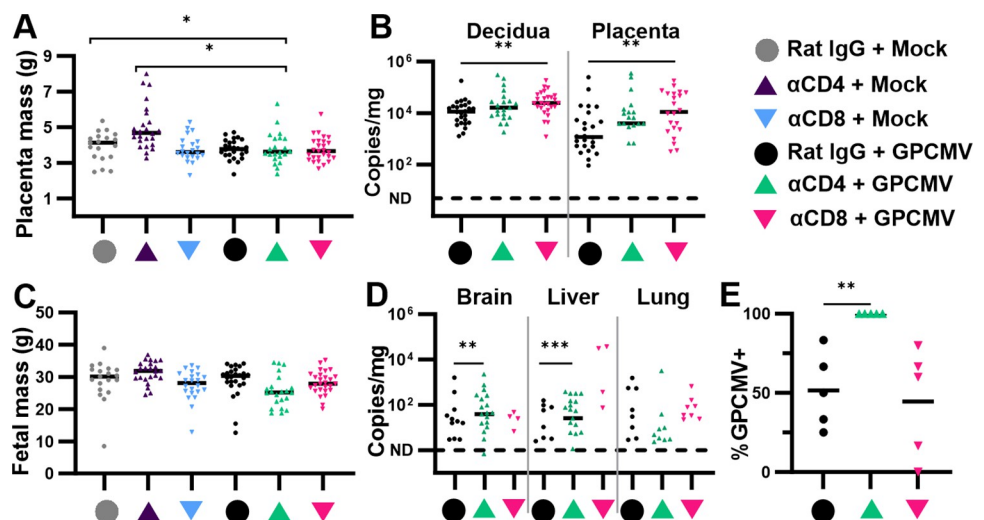 A
*
*
Placenta mass (g)
9
7
5
3
1
B
Decidua
Placenta
**
**
Copies/mg
10⁶
10⁴
10²
ND
Rat IgG + Mock
αCD4 + Mock
αCD8 + Mock
Rat IgG + GPCMV
αCD4 + GPCMV
αCD8 + GPCMV
C
Fetal mass (g)
50
40
30
20
10
0
D
Brain
Liver
Lung
**
***
Copies/mg
10⁶
10⁴
10²
ND
E
**
% GPCMV+
100
50
0